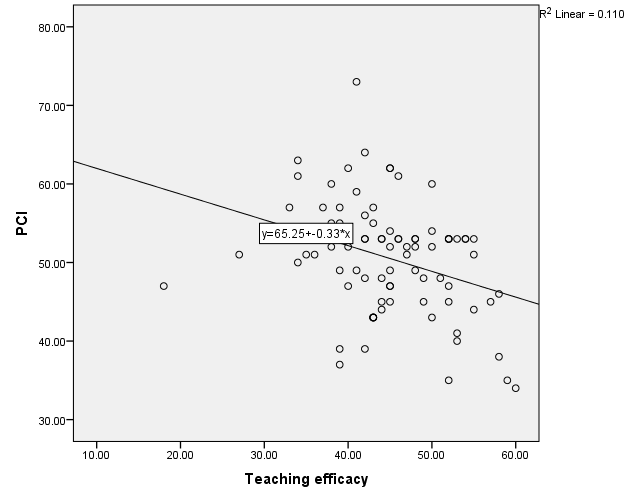 R2 Linear = 0.110
80.00
70.00
60.00
50.00
40.00
30.00
PCI
y=65.25+-0.33*x
10.00 20.00 30.00 40.00 50.00 60.00
Teaching efficacy